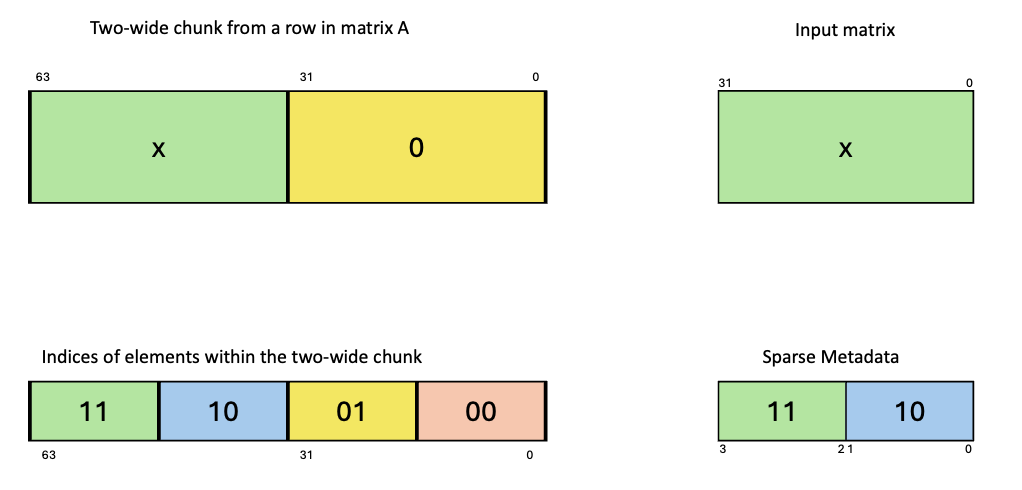 Two-wide chunk from a row in matrix A
Input matrix
63 31 0
31 0
x 0
x
Indices of elements within the two-wide chunk
Sparse Metadata
11 10 01 00
11 10
63 31 0
3 2 1 0